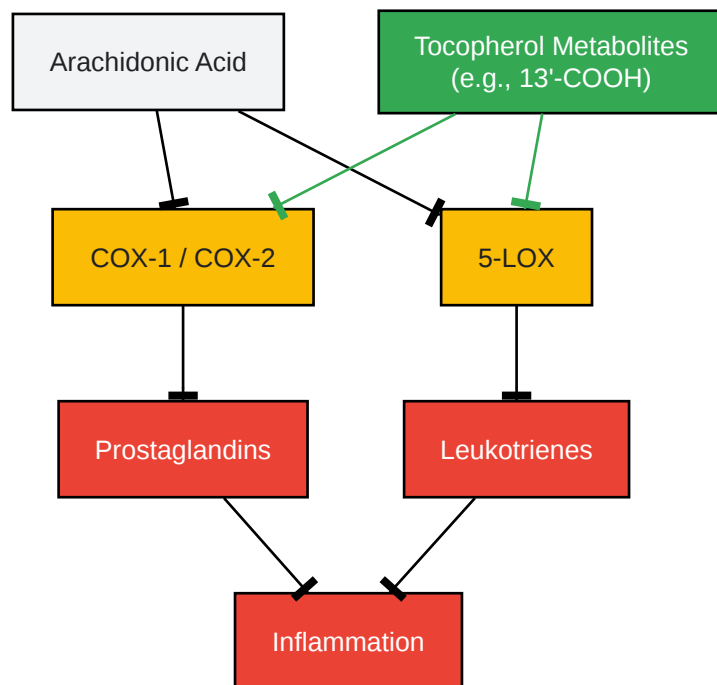 Arachidonic Acid
Tocopherol Metabolites
(e.g., 13'-COOH)
COX-1 / COX-2
5-LOX
Prostaglandins
Leukotrienes
Inflammation